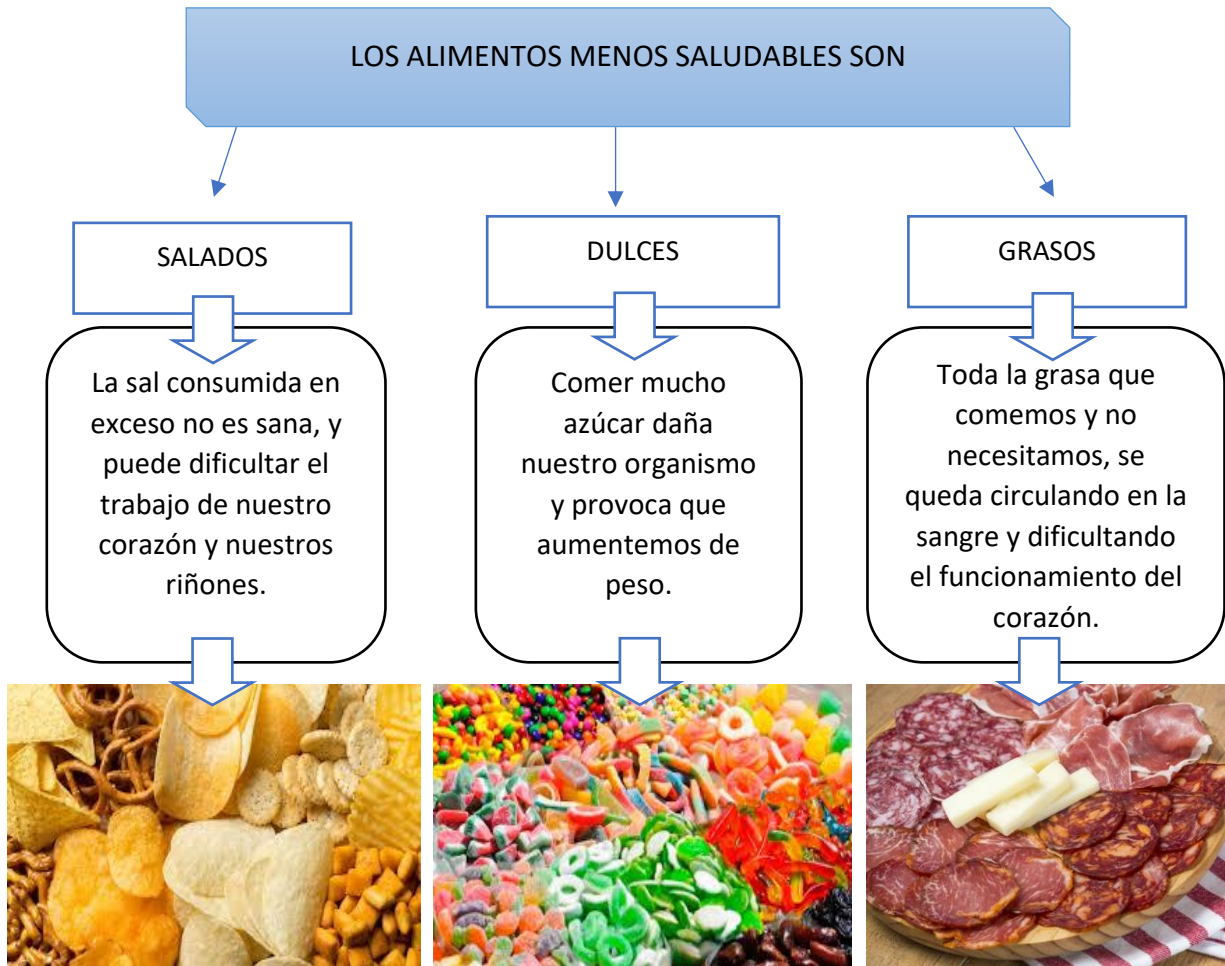 LOS ALIMENTOS MENOS SALUDABLES SON
SALADOS
La sal consumida en
exceso no es sana, y
puede dificultar el
trabajo de nuestro
corazón y nuestros
riñones.
DULCES
Comer mucho
azúcar daña
nuestro organismo
y provoca que
aumentemos de
peso.
GRASOS
Toda la grasa que
comemos y no
necesitamos, se
queda circulando en la
sangre y dificultando
el funcionamiento del
corazón.